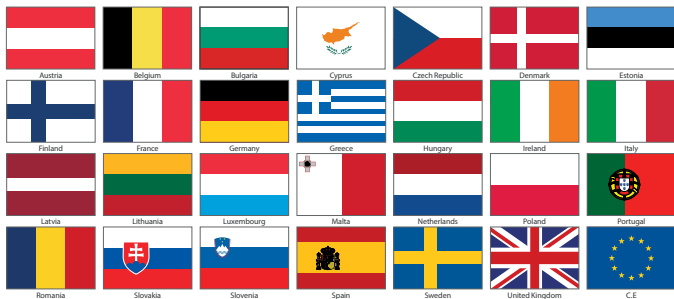 Austria
Belgium
Bulgaria
Cyprus
Czech Republic
Denmark
Estonia
Finland
France
Germany
Greece
Hungary
Ireland
Italy
Latvia
Lithuania
Luxembourg
Malta
Netherlands
Poland
Portugal
Romania
Slovakia
Slovenia
Spain
Sweden
United Kingdom
C.E